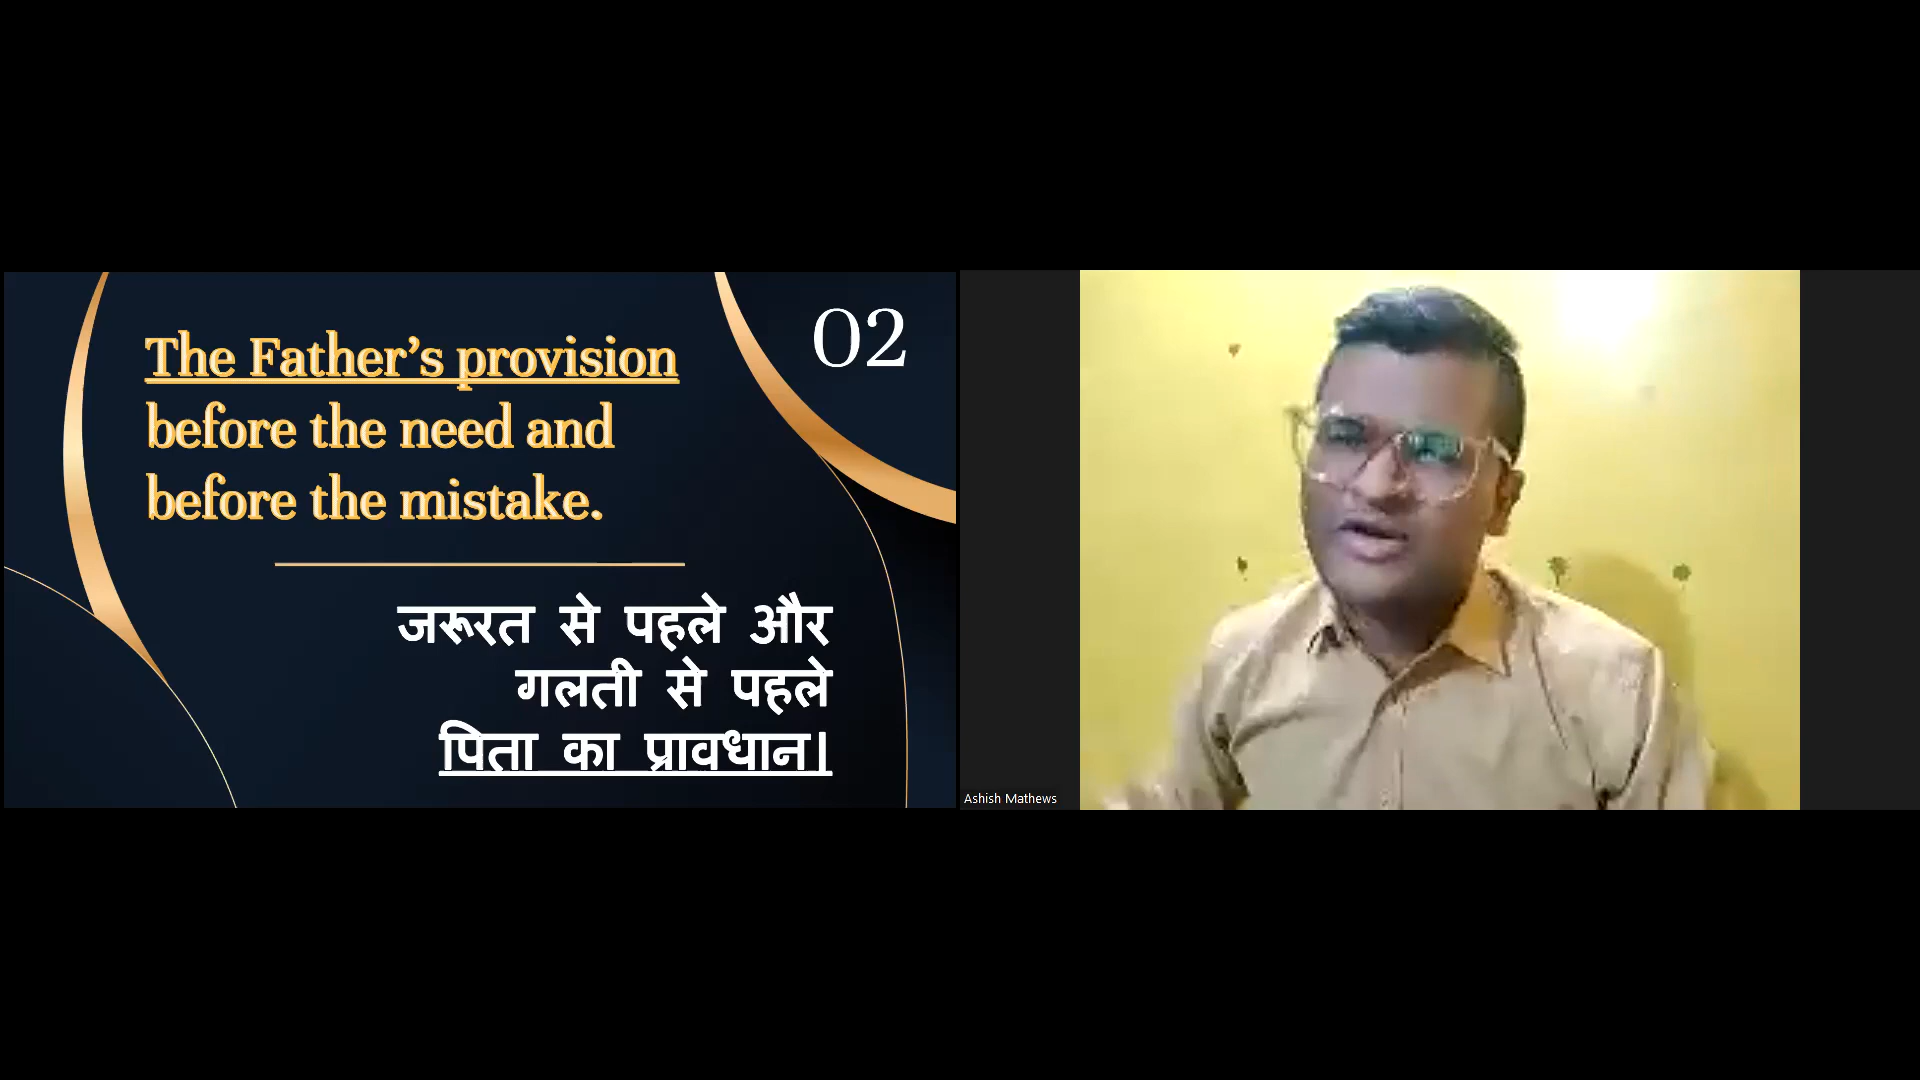 The Father’s provision
before the need and
before the mistake.
02
जरूरत से पहले और
गलती से पहले
पिता का प्रावधान।
Ashish Mathews